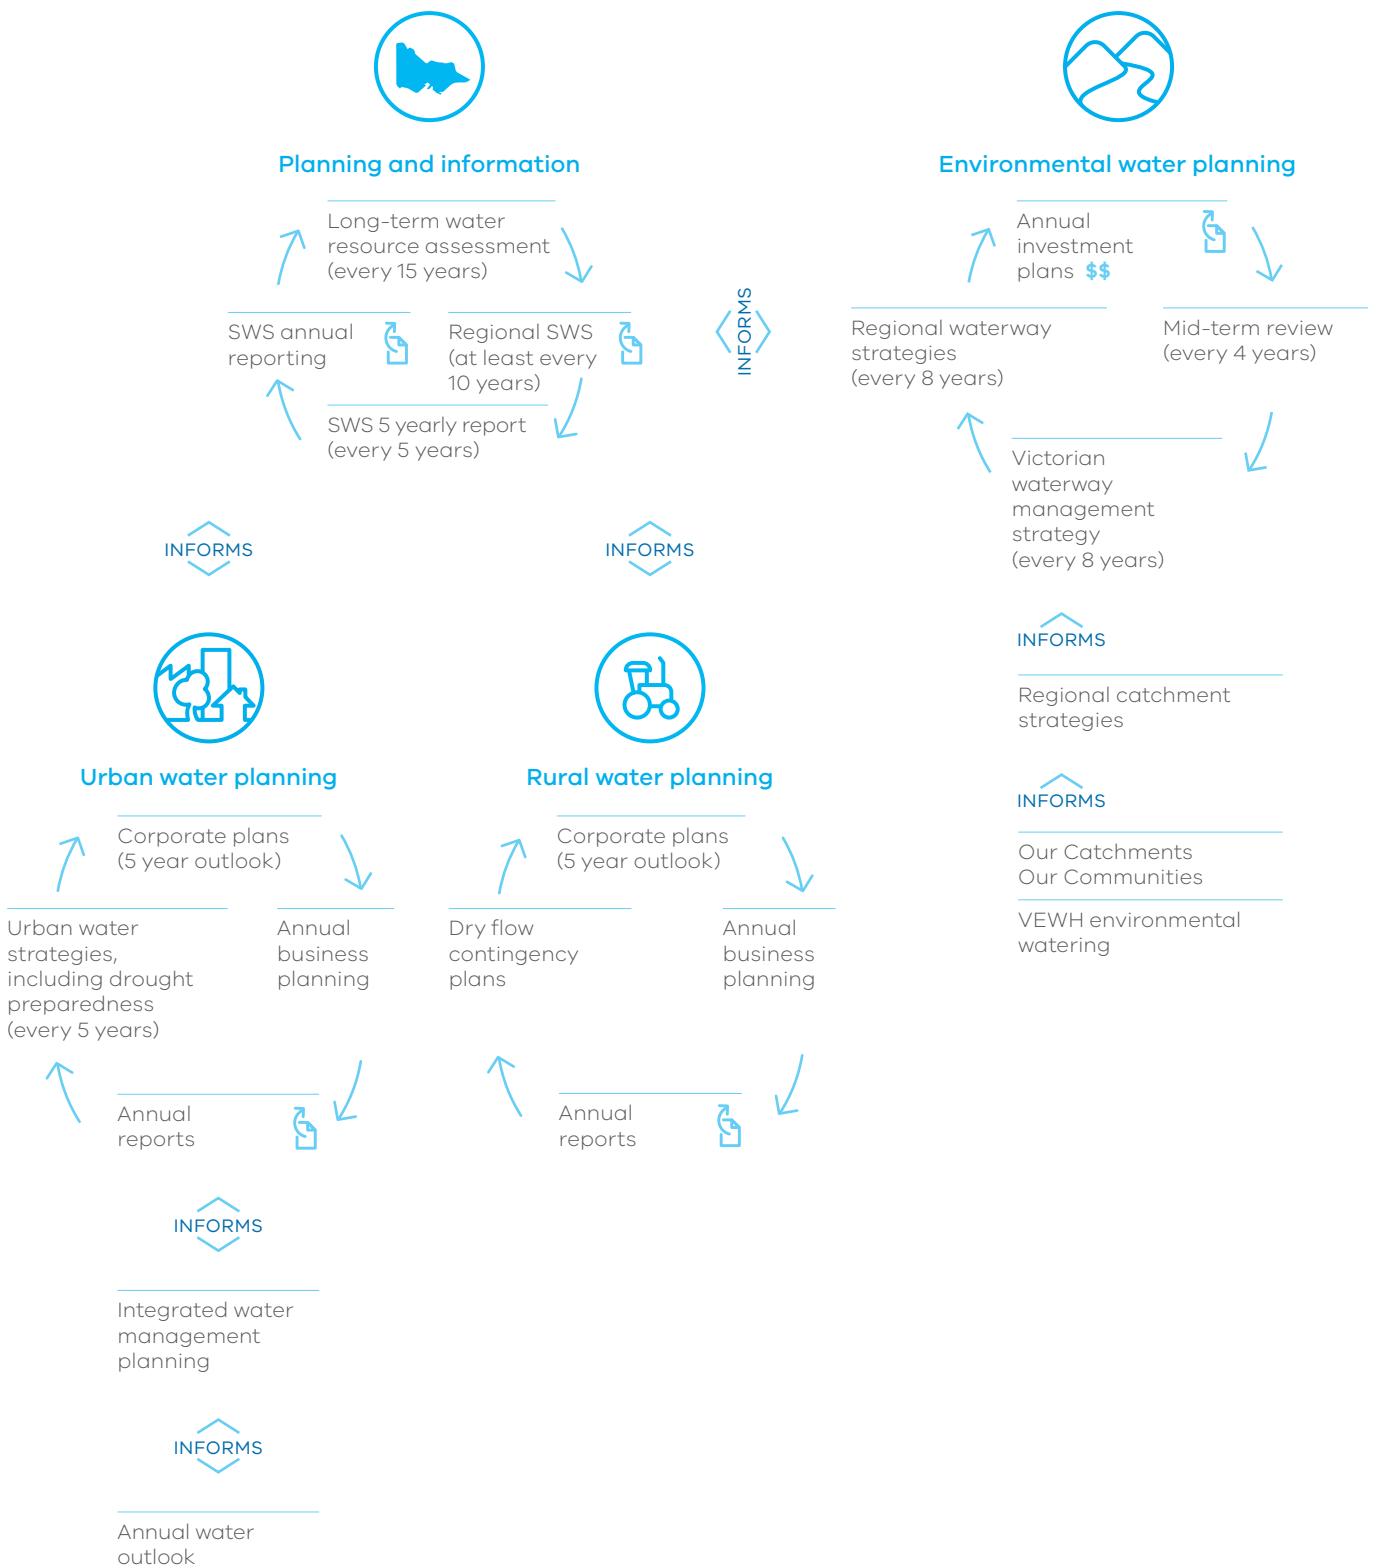 Planning and information
Long-term water
resource assessment
(every 15 years)
SWS annual
reporting
Regional SWS
(at least every
10 years)
SWS 5 yearly report
(every 5 years)
INFORMS
Environmental water planning
Annual
investment
plans $$
Regional waterway
strategies
(every 8 years)
Mid-term review
(every 4 years)
Victorian
waterway
management
strategy
(every 8 years)
INFORMS
Regional catchment
strategies
INFORMS
Our Catchments
Our Communities
VEWH environmental
watering
INFORMS
INFORMS
Urban water planning
Corporate plans
(5 year outlook)
Urban water
strategies,
including drought
preparedness
(every 5 years)
Annual
business
planning
Annual
reports
INFORMS
Integrated water
management
planning
INFORMS
Annual water
outlook
Rural water planning
Corporate plans
(5 year outlook)
Dry flow
contingency
plans
Annual
business
planning
Annual
reports